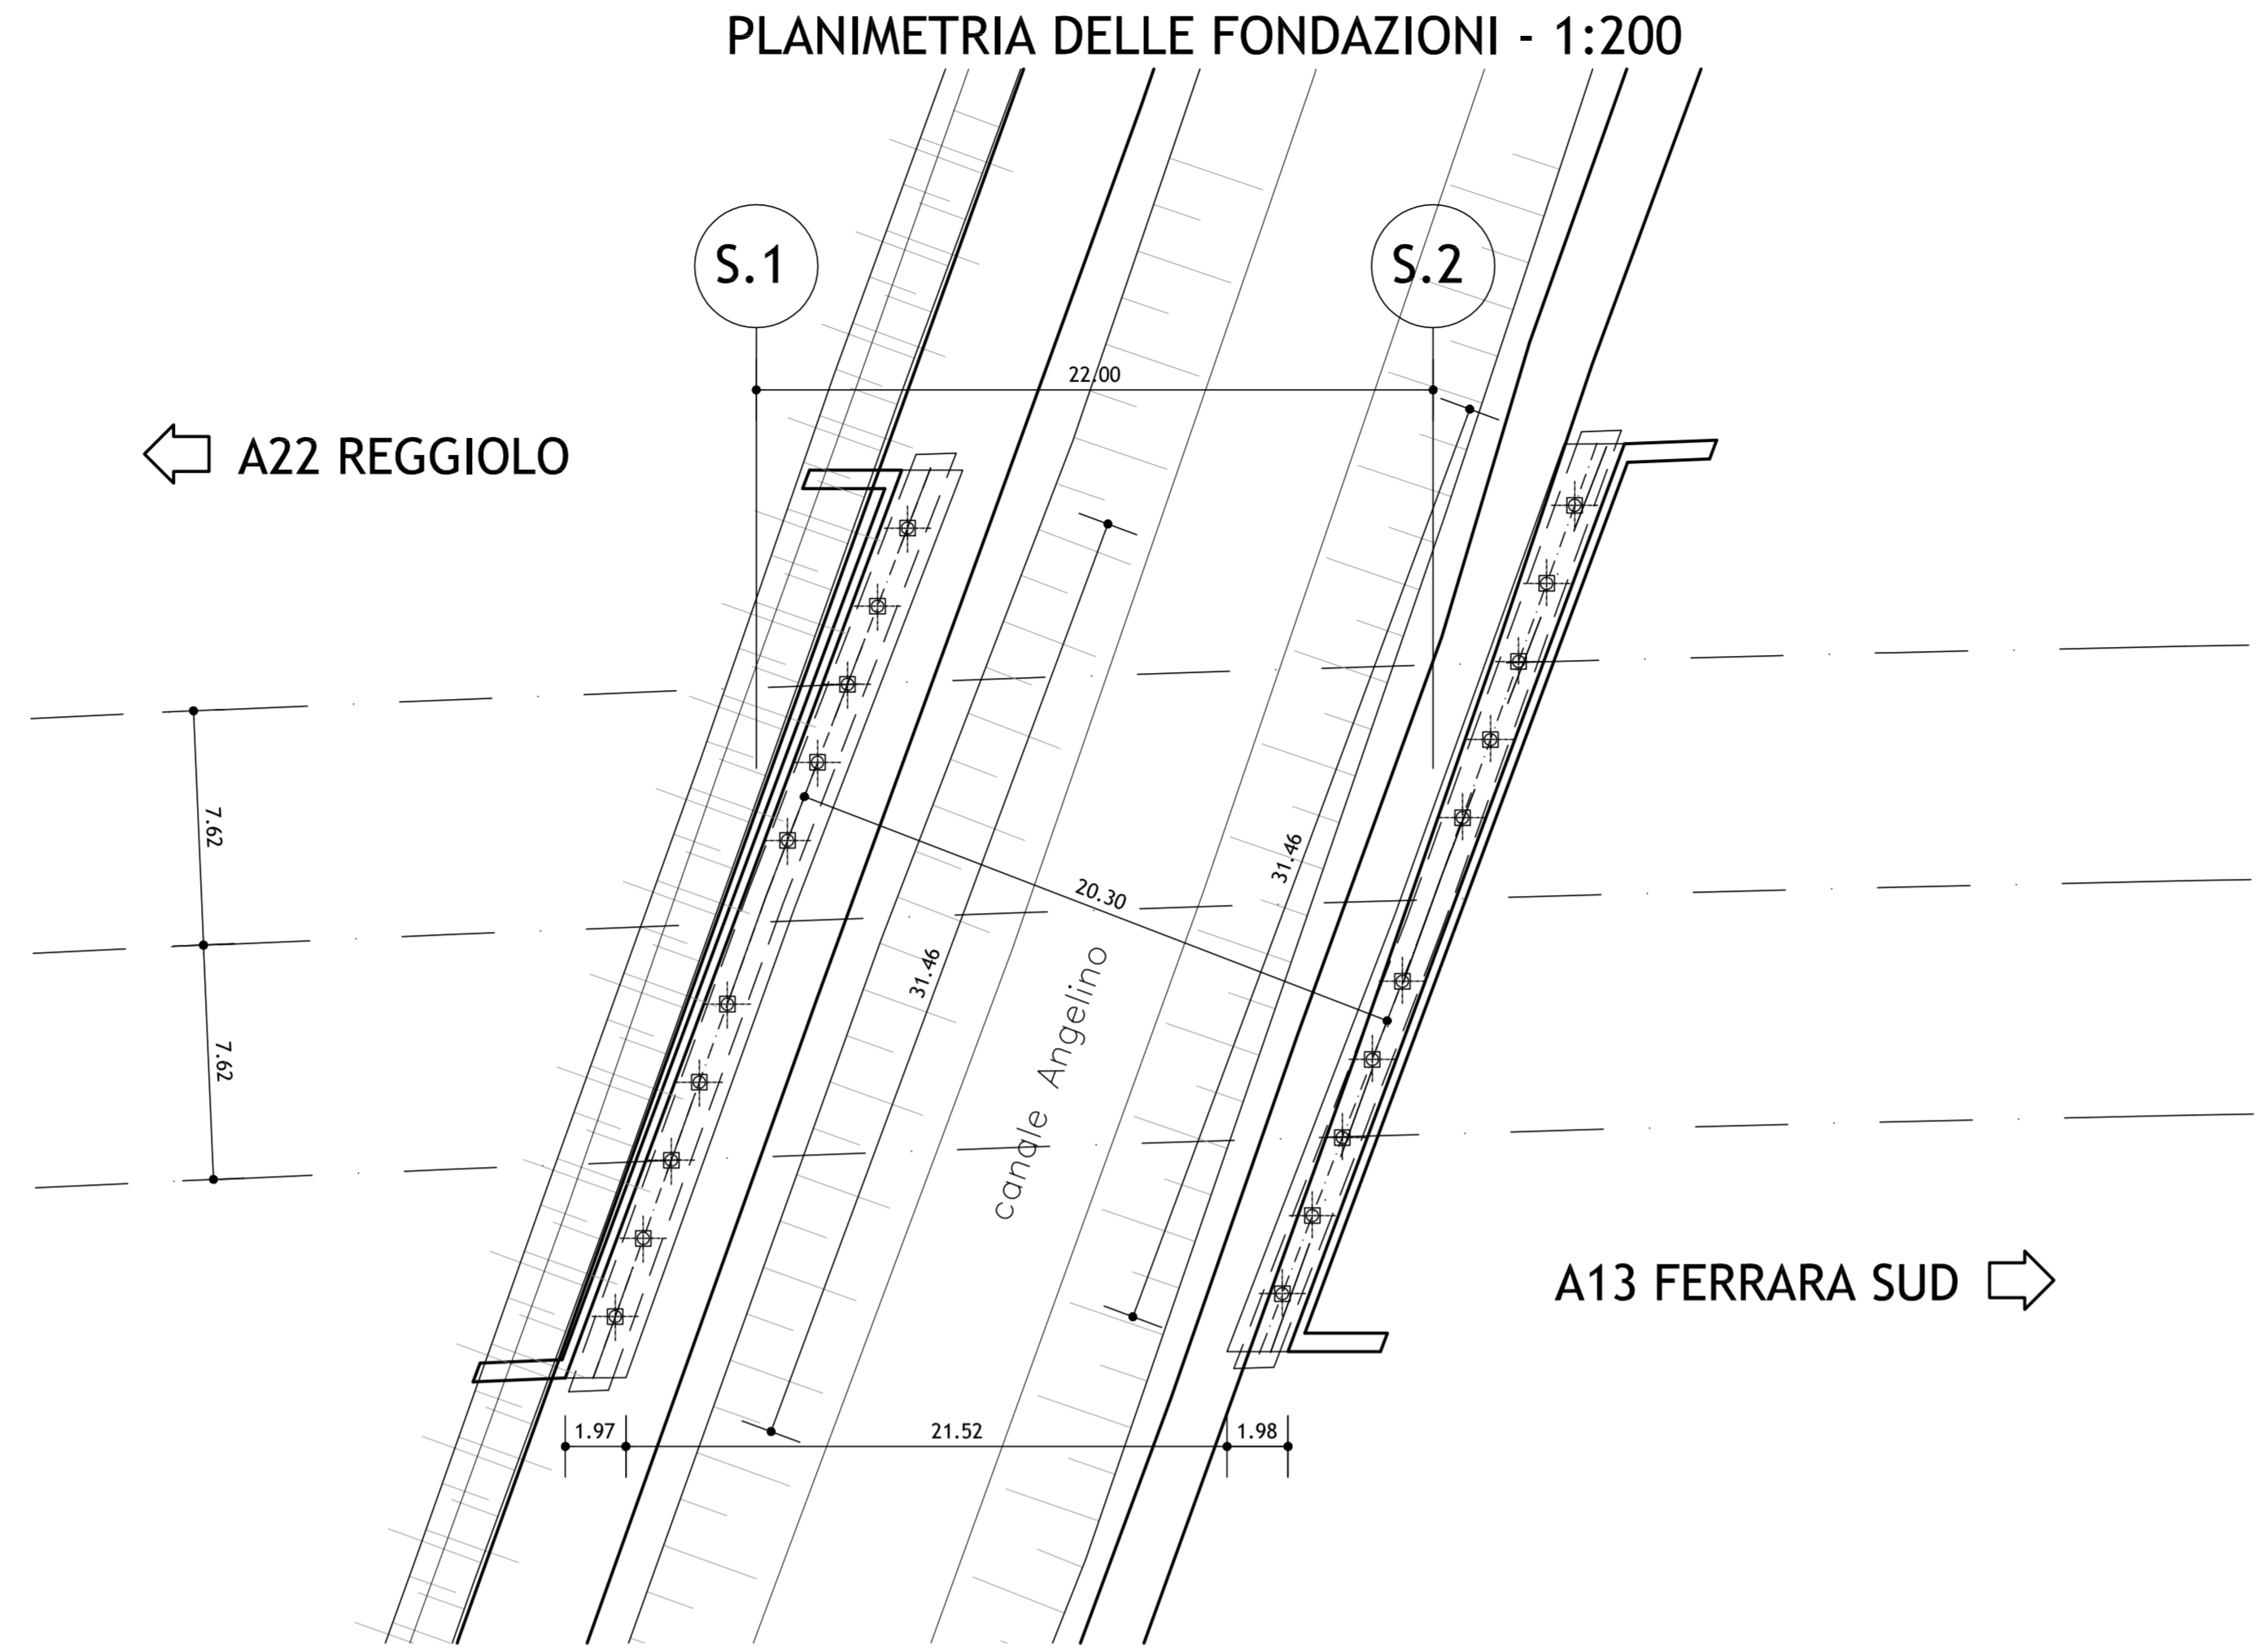 PLANIMETRIA DELLE FONDAZIONI - 1:200
S.1
S.2
22.00
A22 REGGIOLO
7.62
31.46
20.30
31.46
canale Angelino
7.62
A13 FERRARA SUD
1.97
21.52
1.98